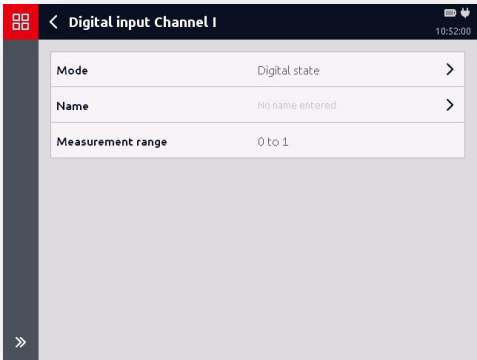 Digital input Channel I
10:52:00
Mode Digital state
Name No name entered
Measurement range 0 to 1